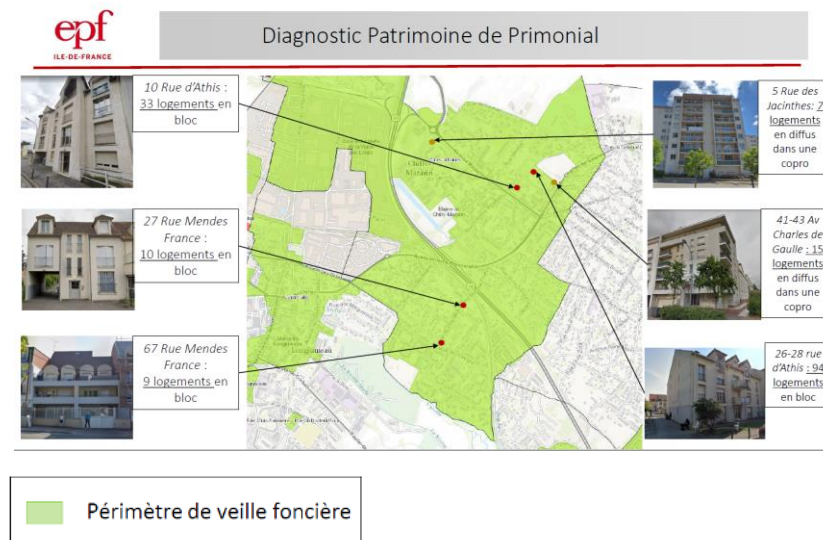 epf
ILE-DE-FRANCE
Diagnostic Patrimoine de Primonial
10 Rue d'Athis :
33 logements en
bloc
27 Rue Mendes
France :
10 logements en
bloc
67 Rue Mendes
France :
9 logements en
bloc
Chilly
Mazarin
Longjumeau
5 Rue des
Jacinthes: 7
logements
en diffus
dans une
copro
41-43 Av
Charles de
Gaulle : 15
logements
en diffus
dans une
copro
26-28 rue
d'Athis : 94
logements
en bloc
Périmètre de veille foncière